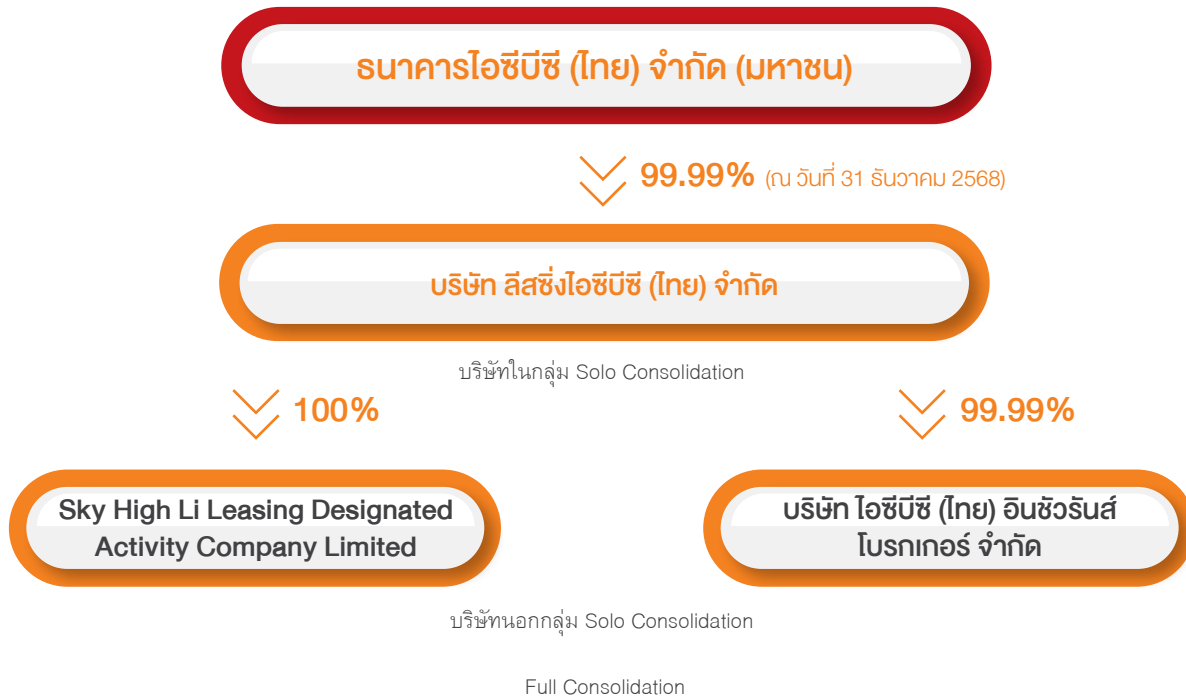 ธนาคารไอซีบีซี (ไทย) จำกัด (มหาชน)
99.99% (ณ วันที่ 31 ธันวาคม 2568)
บริษัท ลีสซิ่งไอซีบีซี (ไทย) จำกัด
บริษัทในกลุ่ม Solo Consolidation
100%
99.99%
Sky High Li Leasing Designated
Activity Company Limited
บริษัท ไอซีบีซี (ไทย) อินชัวรันส์
โบรกเกอร์ จำกัด
บริษัทนอกกลุ่ม Solo Consolidation
Full Consolidation